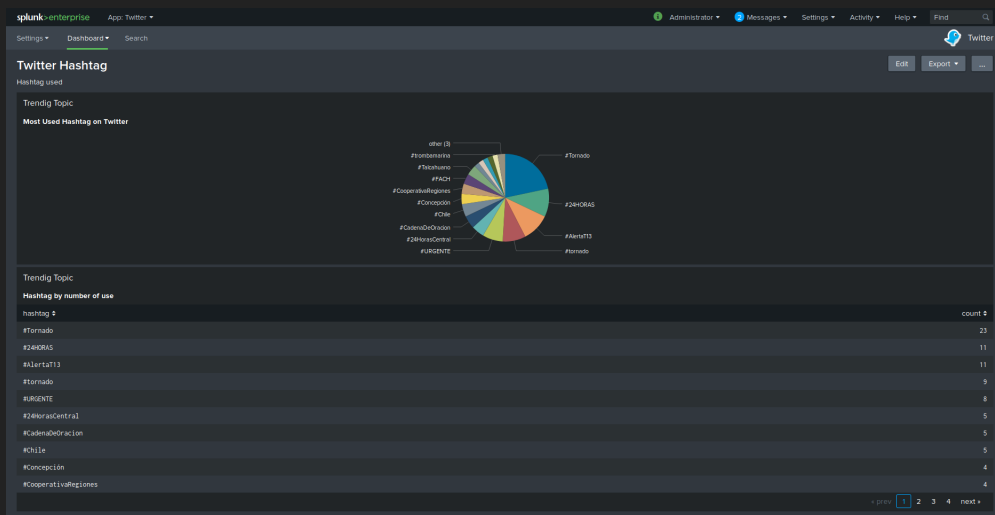 splunk>enterprise App: Twitter Administrator 2 Messages Settings Activity Help Find
Settings Dashboard Search Twitter
Twitter Hashtag Edit Export ...
Hashtag used
Trendig Topic
Most Used Hashtag on Twitter
other (3)
#trombamarina
#Talcahuano
#FACH
#CooperativaRegiones
#Concepción
#Chile
#CadenaDeOracion
#24HorasCentral
#URGENTE
#Tornado
#24HORAS
#AlertaT13
#tornado
Trendig Topic
Hashtag by number of use
hashtag count
#Tornado 23
#24HORAS 11
#AlertaT13 11
#tornado 9
#URGENTE 8
#24HorasCentral 5
#CadenaDeOracion 5
#Chile 5
#Concepción 4
#CooperativaRegiones 4
« prev 1 2 3 4 next »